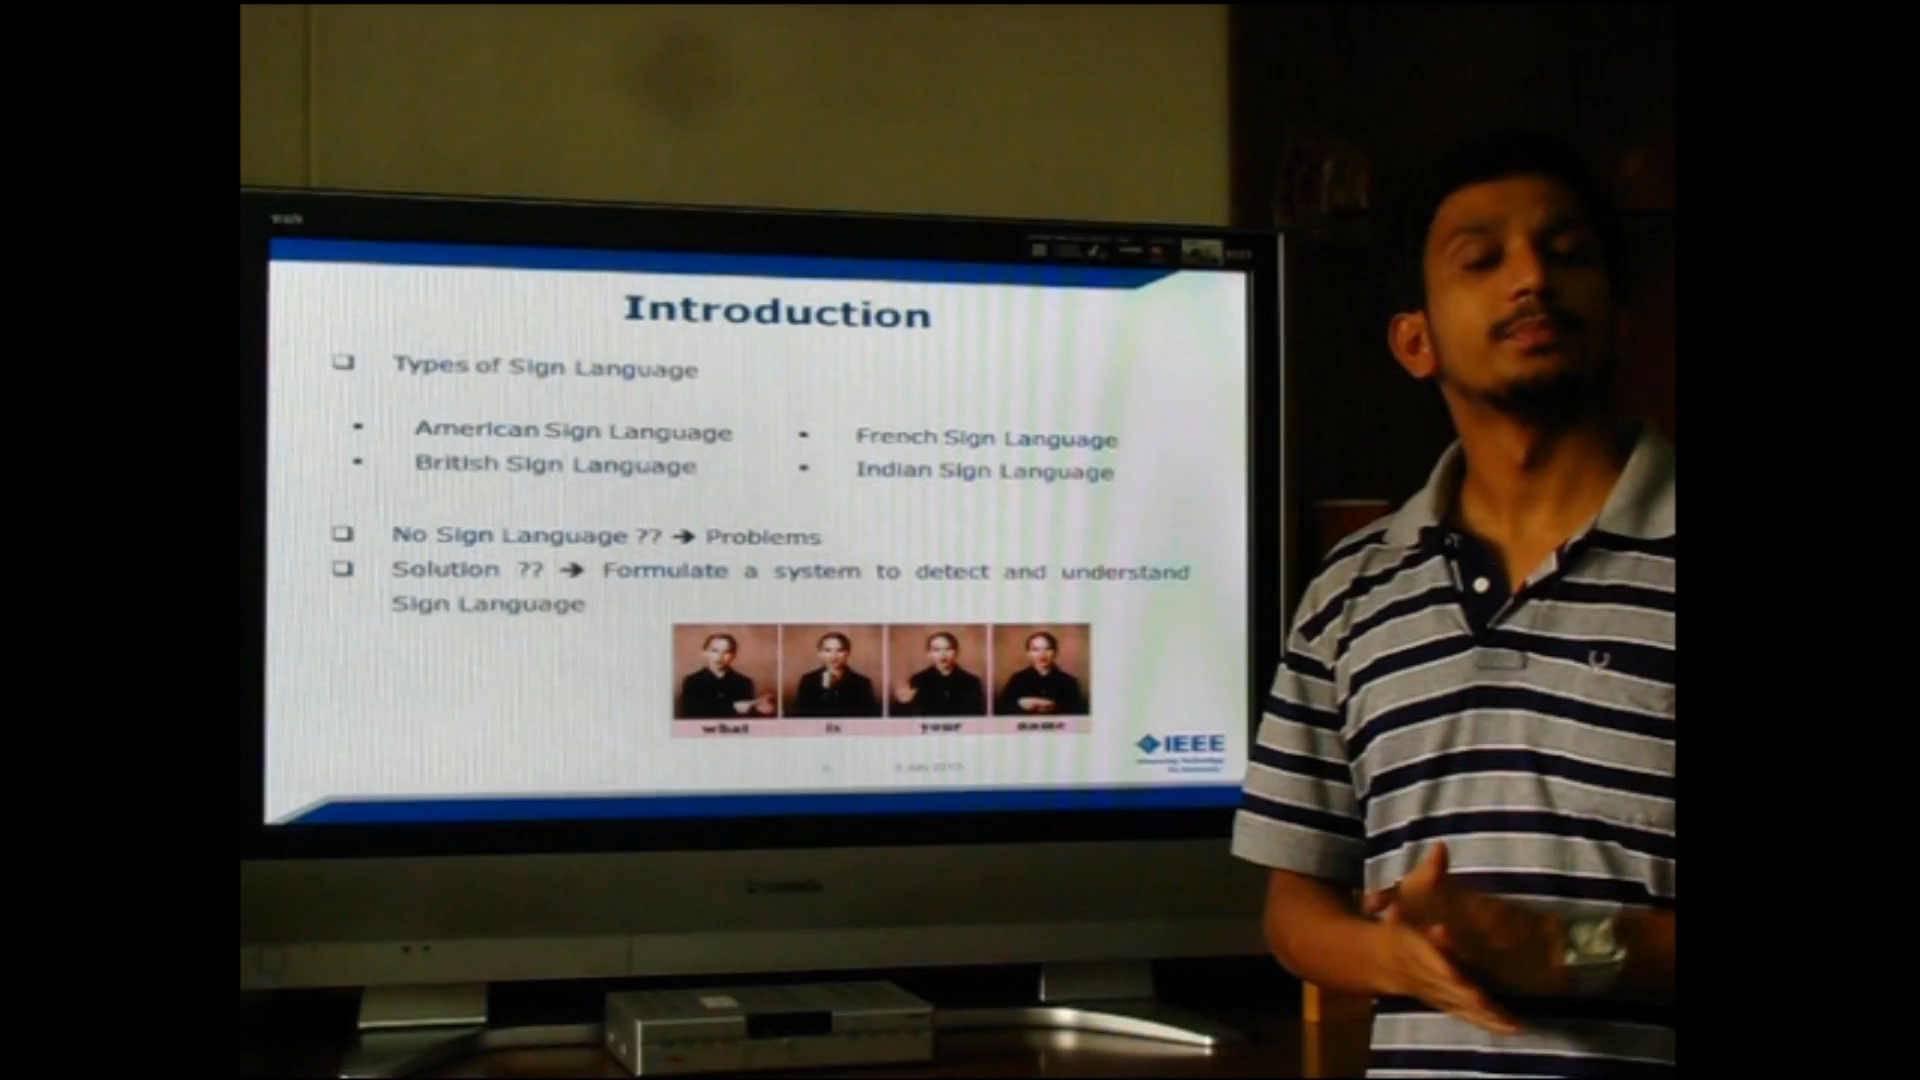 Introduction
❑ Types of Sign Language
• American Sign Language
• French Sign Language
• British Sign Language
• Indian Sign Language
❑ No Sign Language ?? ➔ Problems
❑ Solution ?? ➔ Formulate a system to detect and understand
Sign Language
what is your name
IEEE